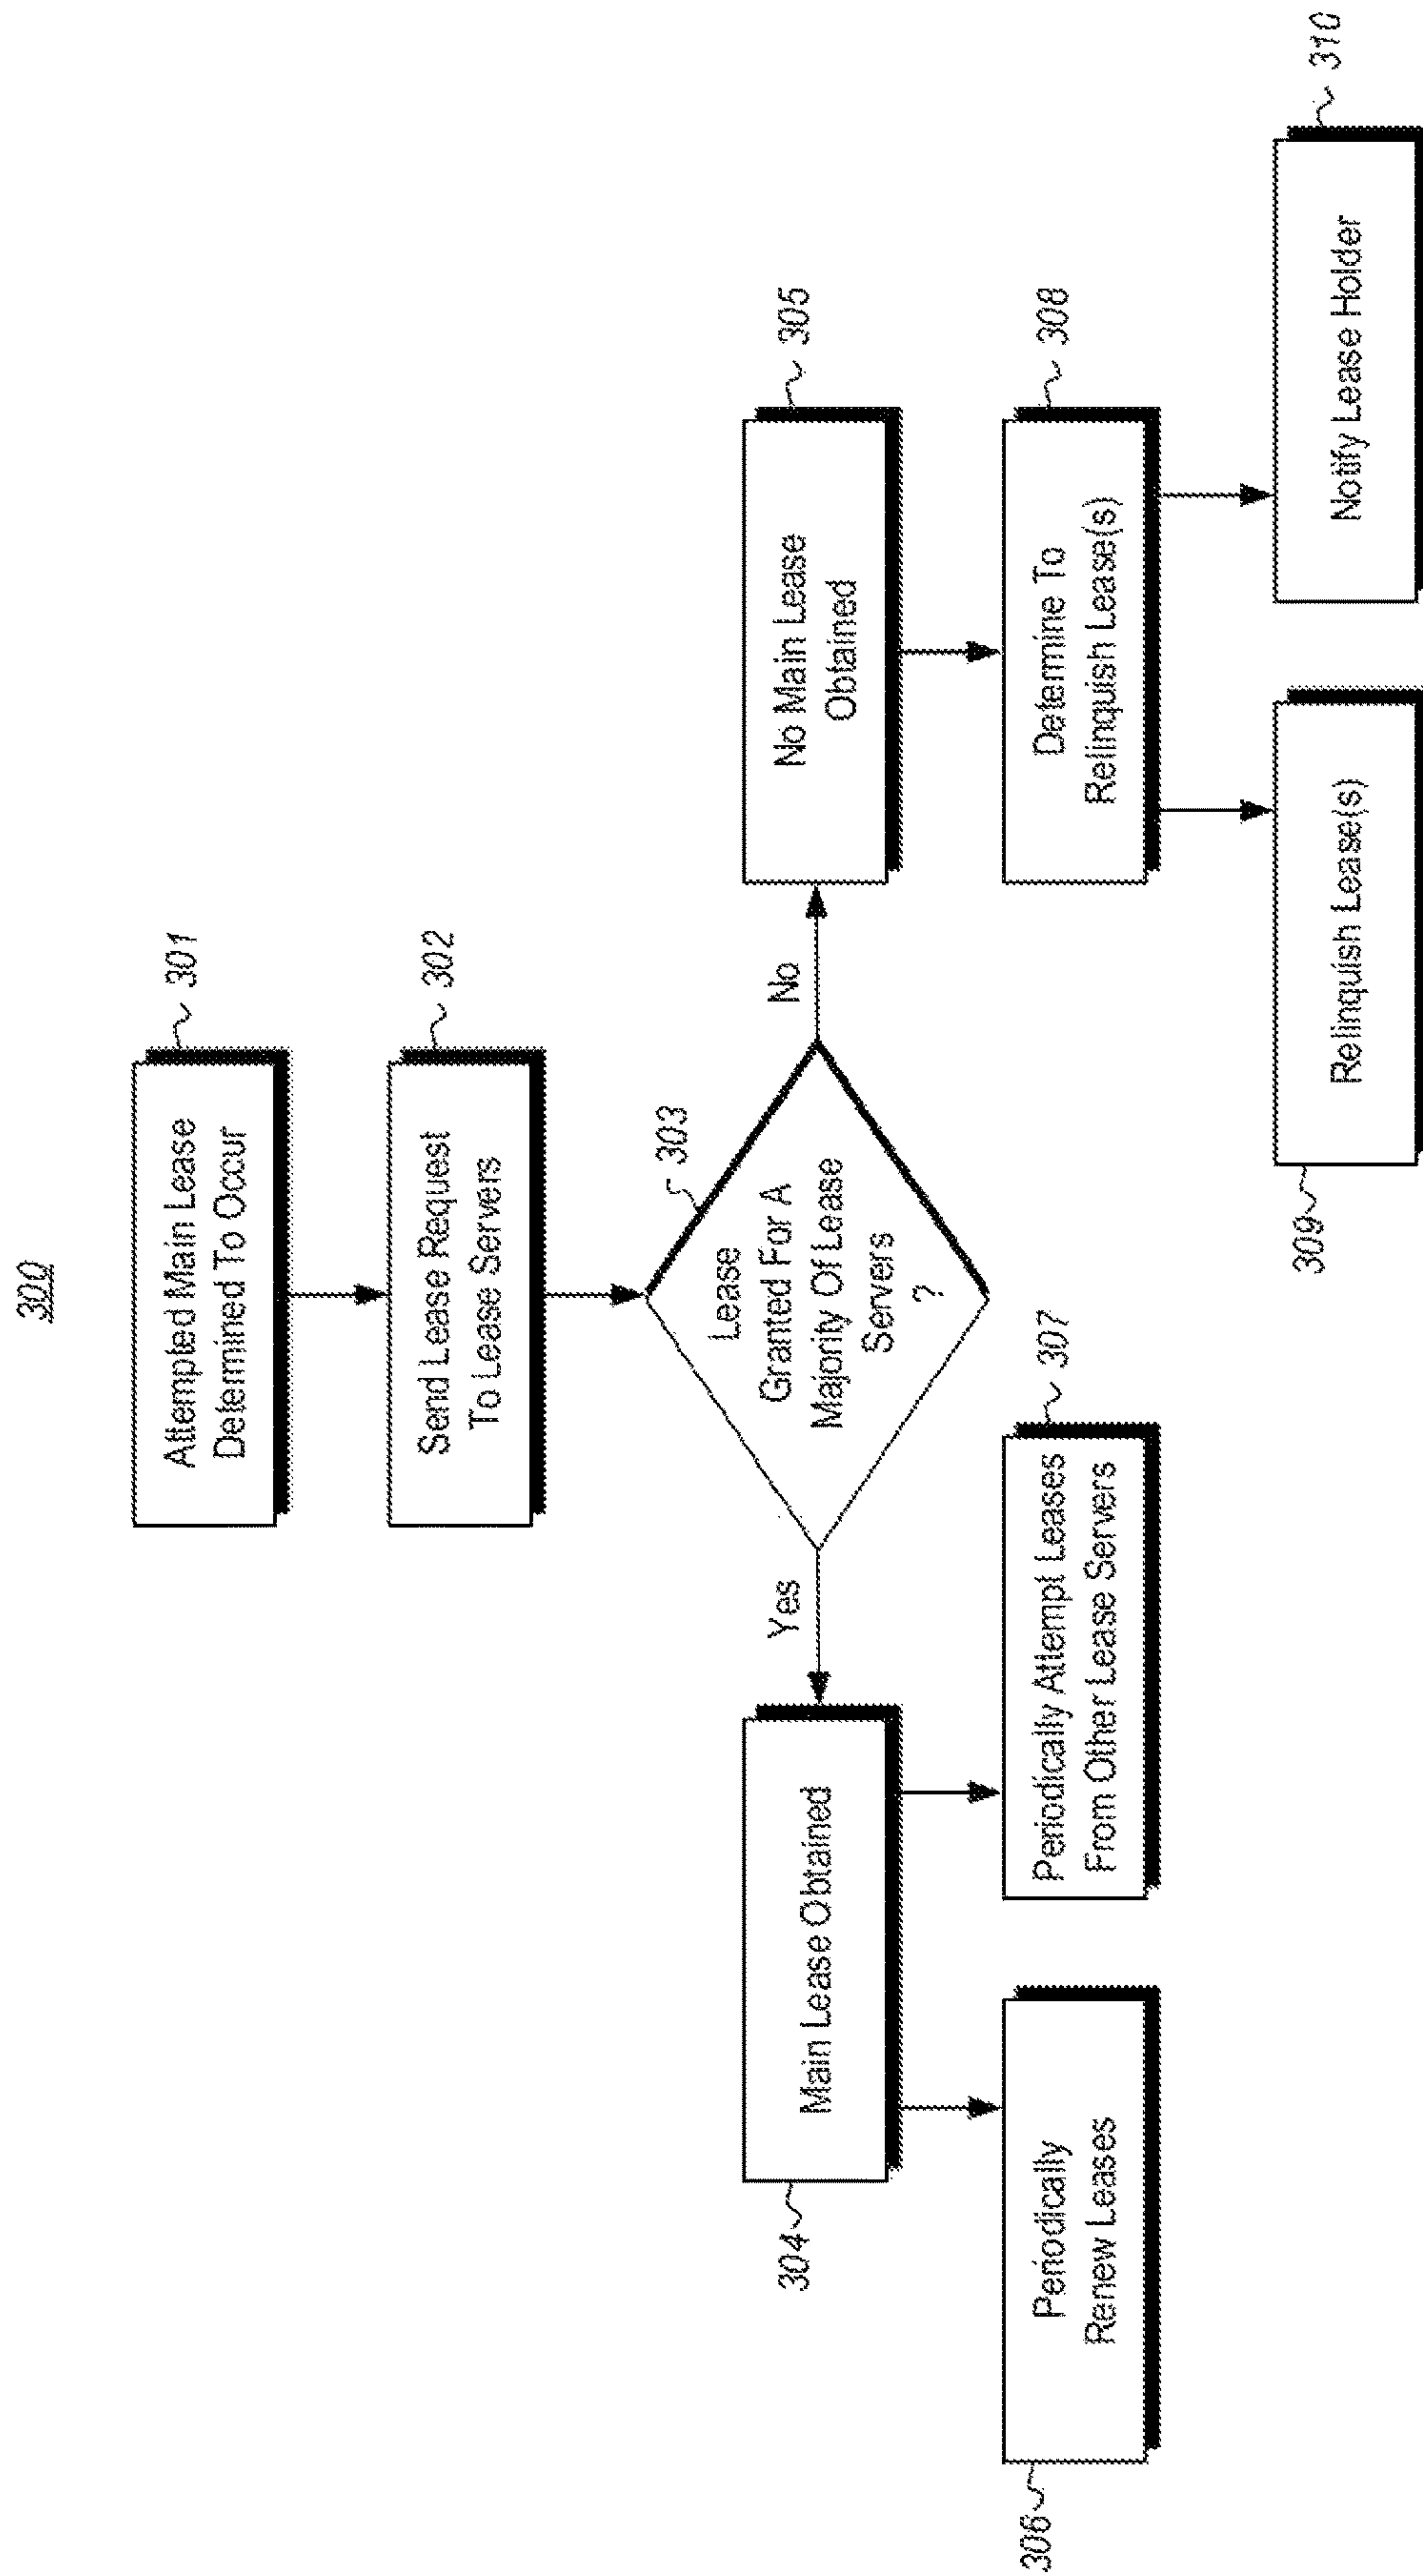 300
Attempted Main Lease
Determined To Occur
301
Send Lease Request
To Lease Servers
302
Lease
Granted For A
Majority Of Lease
Servers
?
303
Yes
No
Main Lease Obtained
304
No Main Lease
Obtained
305
Periodically
Renew Leases
306
Periodically Attempt Leases
From Other Lease Servers
307
Determine To
Relinquish Lease(s)
308
Relinquish Lease(s)
309
Notify Lease Holder
310